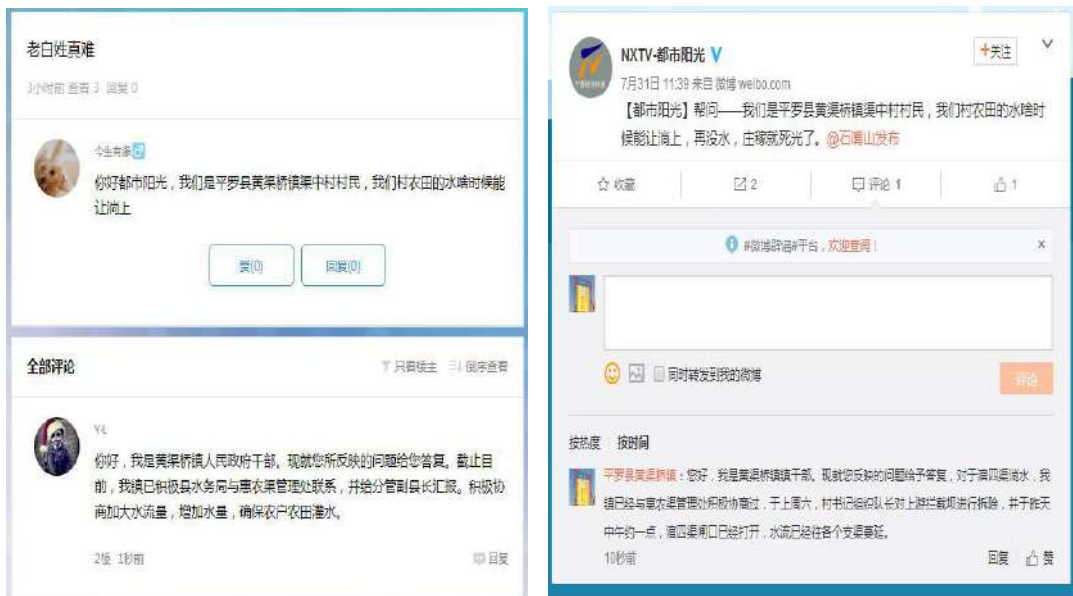 老白姓真难
3小时前 查看 3 回复 0
今生有缘
你好都市阳光，我们是平罗县黄渠桥镇渠中村村民，我们村农田的水啥时候能
让淌上
赞(0)
回复(0)
全部评论
只看楼主
倒序查看
Y-L
你好，我是黄渠桥镇人民政府干部。现就您所反映的问题给您答复。截止目
前，我镇已积极县水务局与惠农渠管理处联系，并给分管副县长汇报。积极协
商加大水流量，增加水量，确保农户农田灌水。
2楼 1秒前
回复
NXTV-都市阳光 V
+关注
7月31日 11:39 来自 微博 weibo.com
【都市阳光】帮问——我们是平罗县黄渠桥镇渠中村村民，我们村农田的水啥时
候能让淌上，再没水，庄稼就死光了。@石嘴山发布
收藏
2
评论 1
1
#微博辟谣#平台，欢迎查阅！
x
同时转发到我的微博
评论
按热度 按时间
平罗县黄渠桥镇：您好，我是黄渠桥镇镇干部。现就您反映的问题给予答复，对于滂四渠淌水，我
镇已经与惠农渠管理处积极协商过，于上周六，村书记组织队长对上游拦截坝进行拆除，并于昨天
中午约一点，四渠闸口已经打开，水流已经往各个支渠蔓延。
10秒前
回复
赞